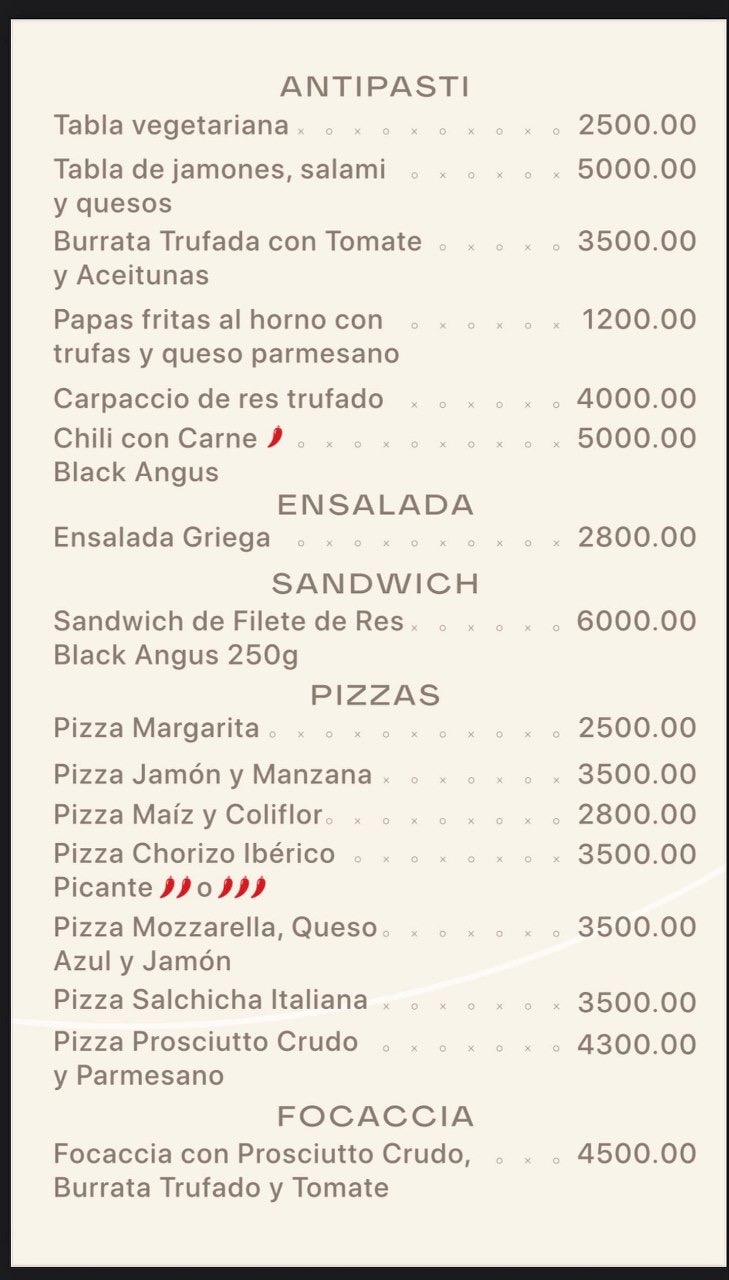 ANTIPASTI
Tabla vegetariana 2500.00
Tabla de jamones, salami 5000.00
y quesos
Burrata Trufada con Tomate 3500.00
y Aceitunas
Papas fritas al horno con 1200.00
trufas y queso parmesano
Carpaccio de res trufado 4000.00
Chili con Carne 🌶 5000.00
Black Angus
ENSALADA
Ensalada Griega 2800.00
SANDWICH
Sandwich de Filete de Res 6000.00
Black Angus 250g
PIZZAS
Pizza Margarita 2500.00
Pizza Jamón y Manzana 3500.00
Pizza Maíz y Coliflor 2800.00
Pizza Chorizo Ibérico 3500.00
Picante 🌶🌶 o 🌶🌶🌶
Pizza Mozzarella, Queso 3500.00
Azul y Jamón
Pizza Salchicha Italiana 3500.00
Pizza Prosciutto Crudo 4300.00
y Parmesano
FOCACCIA
Focaccia con Prosciutto Crudo, 4500.00
Burrata Trufado y Tomate